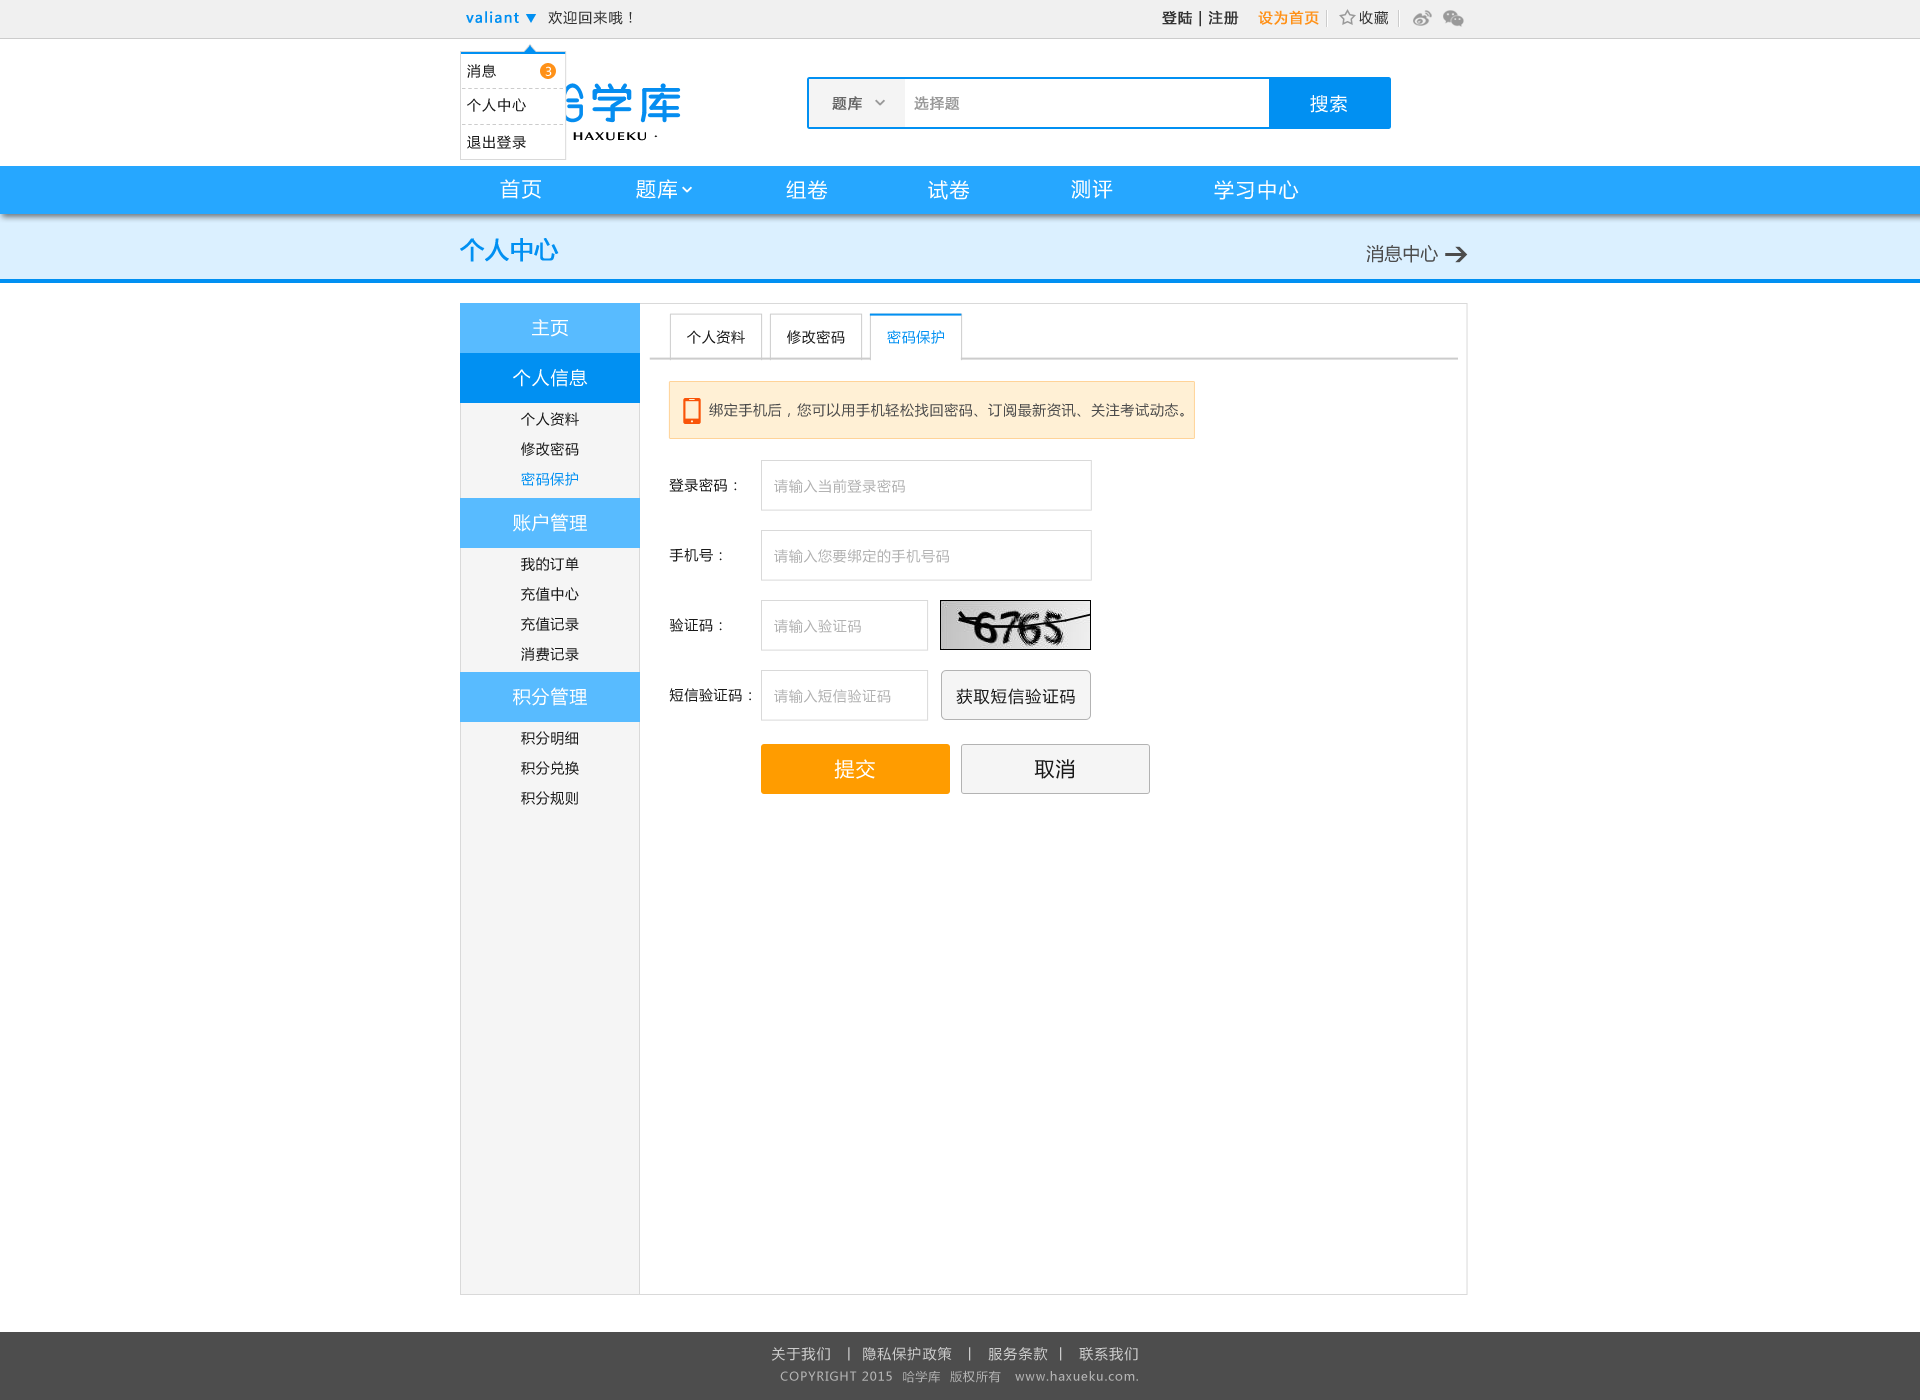 valiant ▼ 欢迎回来哦！
登陆 | 注册 设为首页 收藏
消息 3
个人中心
退出登录
哈学库
HAXUEKU ·
题库 选择题 搜索
首页 题库 组卷 试卷 测评 学习中心
个人中心 消息中心
主页
个人信息
个人资料
修改密码
密码保护
账户管理
我的订单
充值中心
充值记录
消费记录
积分管理
积分明细
积分兑换
积分规则
个人资料 修改密码 密码保护
绑定手机后，您可以用手机轻松找回密码、订阅最新资讯、关注考试动态。
登录密码： 请输入当前登录密码
手机号： 请输入您要绑定的手机号码
验证码： 请输入验证码 6765
短信验证码： 请输入短信验证码 获取短信验证码
提交 取消
关于我们 | 隐私保护政策 | 服务条款 | 联系我们
COPYRIGHT 2015 哈学库 版权所有 www.haxueku.com.